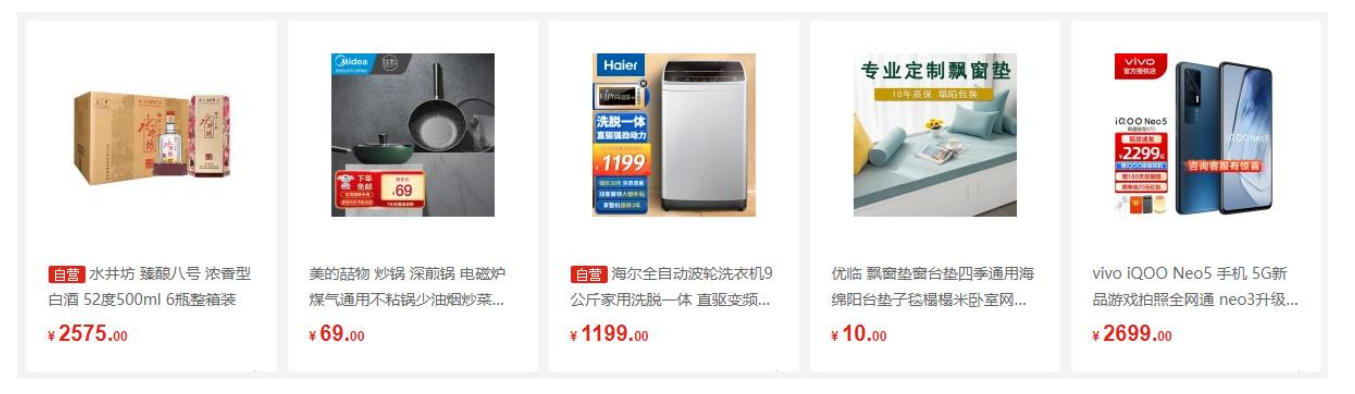 水井坊
自营 水井坊 臻酿八号 浓香型
白酒 52度500ml 6瓶整箱装
¥ 2575.00
Midea
下单
免邮
69
美的喆物 炒锅 深煎锅 电磁炉
煤气通用不粘锅少油烟炒菜...
¥ 69.00
Haier
洗脱一体
直驱强劲动力
1199
自营 海尔全自动波轮洗衣机9
公斤家用洗脱一体 直驱变频...
¥ 1199.00
专业定制飘窗垫
10年质保 塌陷包换
优临 飘窗垫窗台垫四季通用海
绵阳台垫子毯榻榻米卧室网...
¥ 10.00
vivo
官方授权店
iQOO Neo5
¥2299起
咨询客服有惊喜
vivo iQOO Neo5 手机 5G新
品游戏拍照全网通 neo3升级...
¥ 2699.00